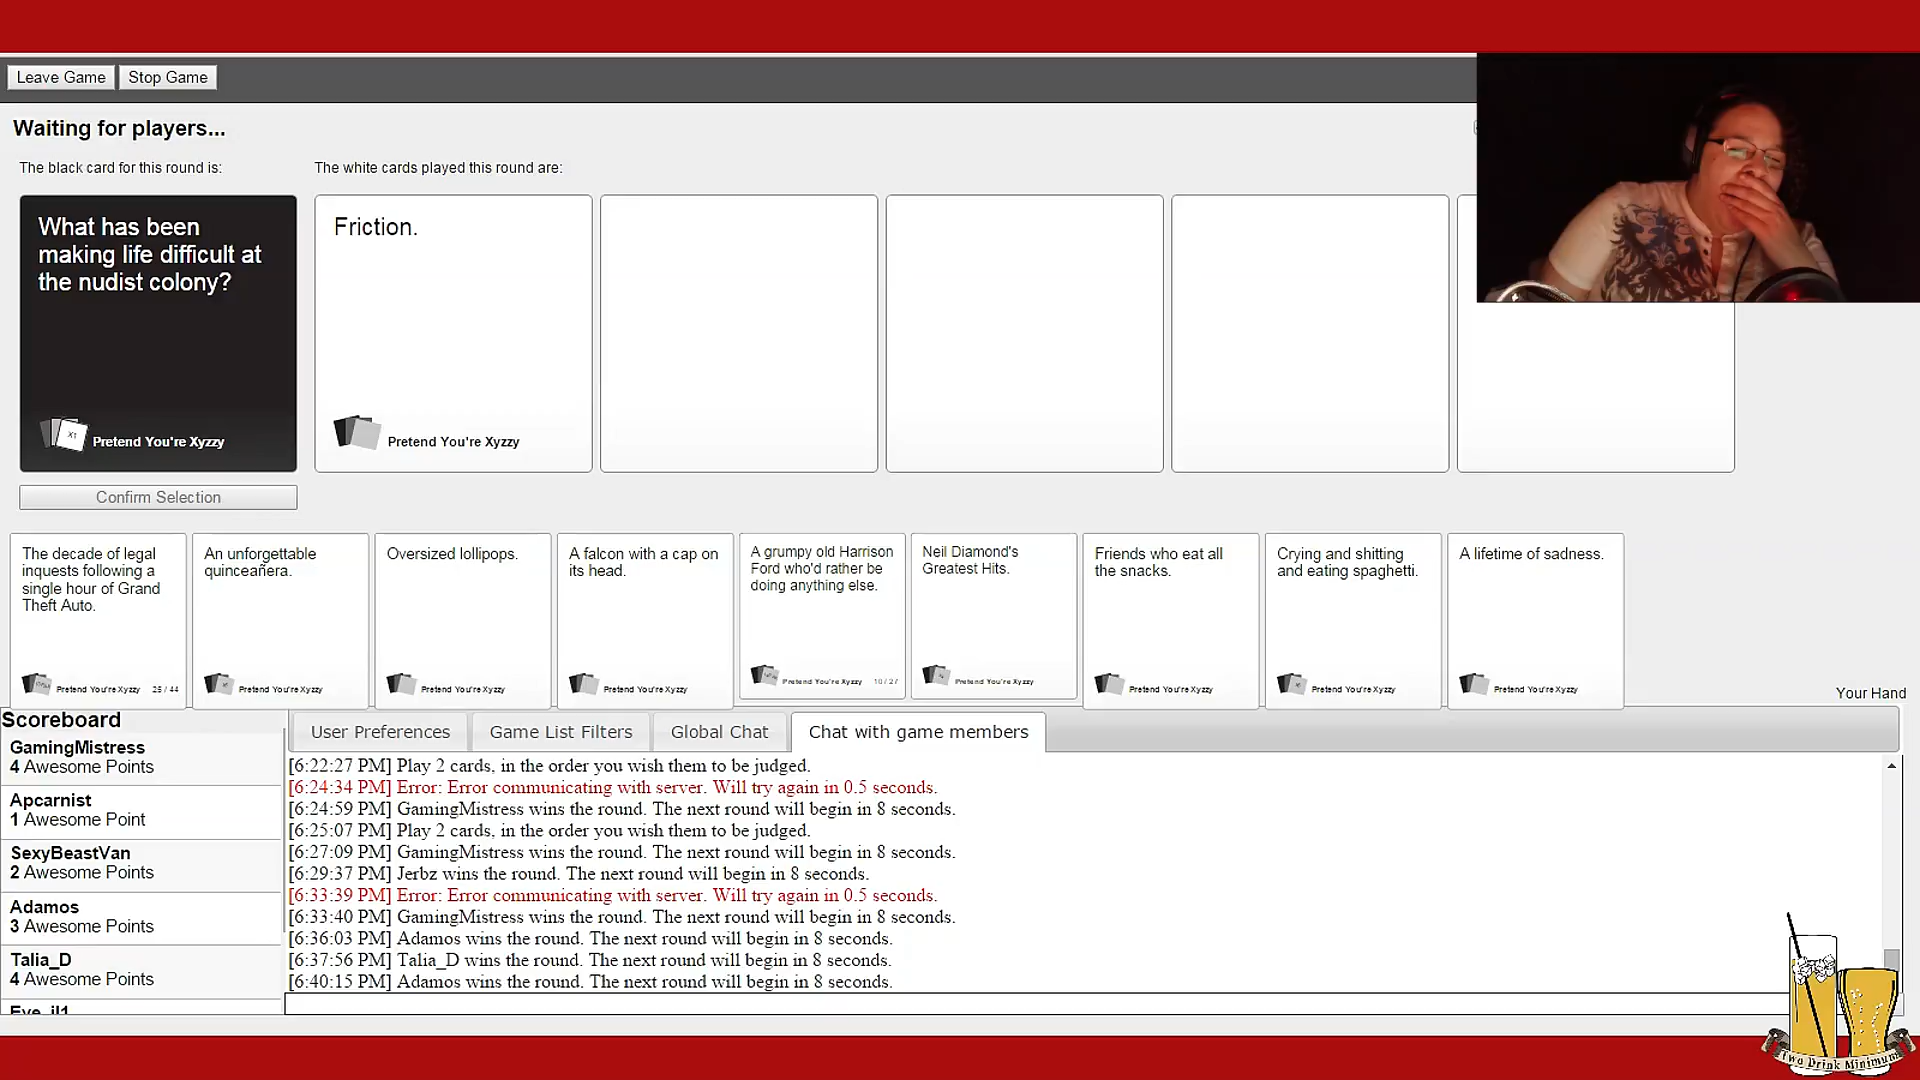 Leave Game
Stop Game
Waiting for players...
The black card for this round is:
The white cards played this round are:
What has been
making life difficult at
the nudist colony?
X1
Pretend You're Xyzzy
Friction.
Pretend You're Xyzzy
Confirm Selection
The decade of legal
inquests following a
single hour of Grand
Theft Auto.
Pretend You're Xyzzy 25 / 44
An unforgettable
quinceañera.
Pretend You're Xyzzy
Oversized lollipops.
Pretend You're Xyzzy
A falcon with a cap on
its head.
Pretend You're Xyzzy
A grumpy old Harrison
Ford who'd rather be
doing anything else.
Pretend You're Xyzzy 10 / 27
Neil Diamond's
Greatest Hits.
Pretend You're Xyzzy
Friends who eat all
the snacks.
Pretend You're Xyzzy
Crying and shitting
and eating spaghetti.
Pretend You're Xyzzy
A lifetime of sadness.
Pretend You're Xyzzy
Your Hand
Scoreboard
GamingMistress
4 Awesome Points
Apcarnist
1 Awesome Point
SexyBeastVan
2 Awesome Points
Adamos
3 Awesome Points
Talia_D
4 Awesome Points
User Preferences
Game List Filters
Global Chat
Chat with game members
[6:22:27 PM] Play 2 cards, in the order you wish them to be judged.
[6:24:34 PM] Error: Error communicating with server. Will try again in 0.5 seconds.
[6:24:59 PM] GamingMistress wins the round. The next round will begin in 8 seconds.
[6:25:07 PM] Play 2 cards, in the order you wish them to be judged.
[6:27:09 PM] GamingMistress wins the round. The next round will begin in 8 seconds.
[6:29:37 PM] Jerbz wins the round. The next round will begin in 8 seconds.
[6:33:39 PM] Error: Error communicating with server. Will try again in 0.5 seconds.
[6:33:40 PM] GamingMistress wins the round. The next round will begin in 8 seconds.
[6:36:03 PM] Adamos wins the round. The next round will begin in 8 seconds.
[6:37:56 PM] Talia_D wins the round. The next round will begin in 8 seconds.
[6:40:15 PM] Adamos wins the round. The next round will begin in 8 seconds.
Two Drink Minimum